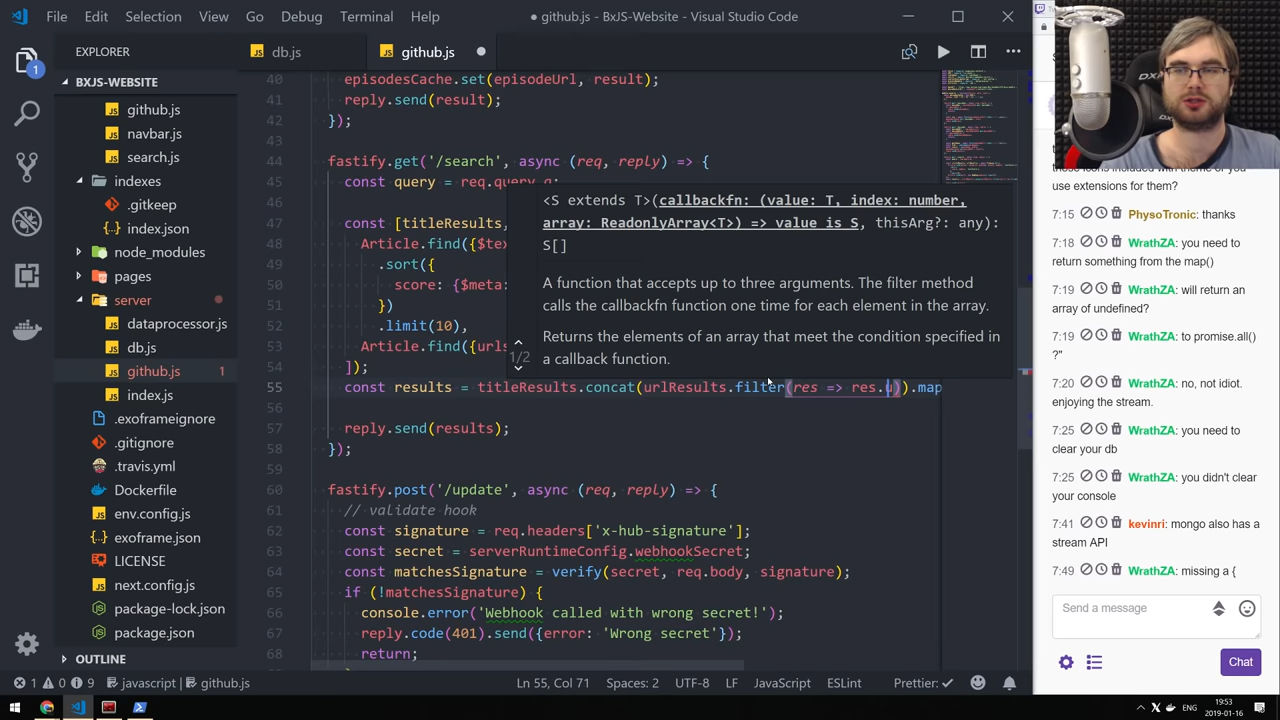 File Edit Selection View Go Debug Terminal Help
● github.js - BxJS-Website - Visual Studio Code
EXPLORER
BXJS-WEBSITE
github.js
navbar.js
search.js
.gitkeep
index.json
node_modules
pages
server
dataprocessor.js
db.js
github.js 1
index.js
.exoframeignore
.gitignore
.travis.yml
Dockerfile
env.config.js
exoframe.json
LICENSE
next.config.js
package-lock.json
package.json
OUTLINE
1
db.js
github.js
episodesCache.set(episodeUrl, result);
reply.send(result);
42 });
fastify.get('/search', async (req, reply) => {
46
47 const [titleResults,
48 Article.find({$te
49 .sort({
50 score: {$meta:
51 })
52 .limit(10),
53 Article.find({urls
54 ]);
55 const results = titleResults.concat(urlResults.filter(res => res.u)).map
56
57 reply.send(results);
58 });
59
60 fastify.post('/update', async (req, reply) => {
61 // validate hook
62 const signature = req.headers['x-hub-signature'];
63 const secret = serverRuntimeConfig.webhookSecret;
64 const matchesSignature = verify(secret, req.body, signature);
65 if (!matchesSignature) {
66 console.error('Webhook called with wrong secret!');
67 reply.code(401).send({error: 'Wrong secret'});
68 return;
<S extends T>(callbackfn: (value: T, index: number,
array: ReadonlyArray<T>) => value is S, thisArg?: any):
S[]
A function that accepts up to three arguments. The filter method
calls the callbackfn function one time for each element in the array.
Returns the elements of an array that meet the condition specified in
a callback function.
1/2
1 0 9 javascript github.js
Ln 55, Col 71 Spaces: 2 UTF-8 LF JavaScript ESLint Prettier: ✓
those icons included with theme or you
use extensions for them?
7:15 PhysoTronic: thanks
7:18 WrathZA: you need to
return something from the map()
7:19 WrathZA: will return an
array of undefined?
7:19 WrathZA: to promise.all()
?"
7:20 WrathZA: no, not idiot.
enjoying the stream.
7:25 WrathZA: you need to
clear your db
7:25 WrathZA: you didn't clear
your console
7:41 kevinri: mongo also has a
stream API
7:49 WrathZA: missing a {
Send a message
Chat
ENG
19:53
2019-01-16